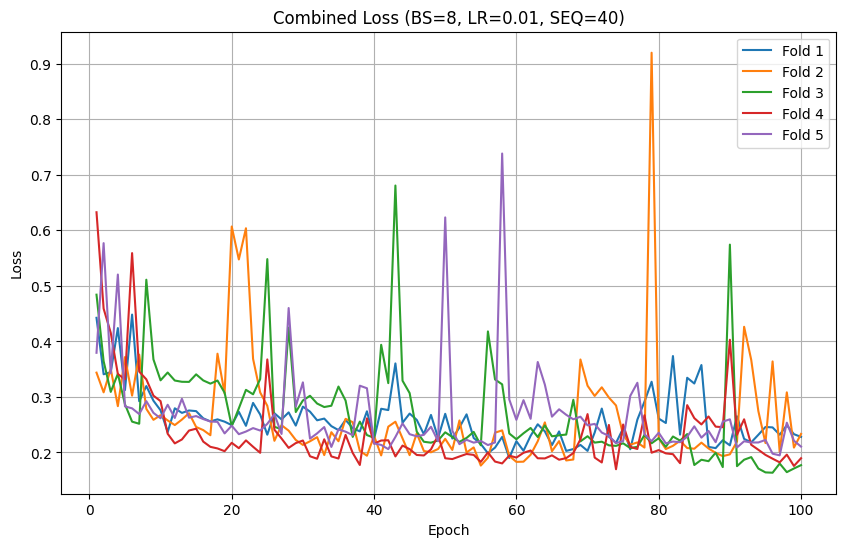 Combined Loss (BS=8, LR=0.01, SEQ=40)
Fold 1
Fold 2
Fold 3
Fold 4
Fold 5
Loss
0.9
0.8
0.7
0.6
0.5
0.4
0.3
0.2
0 20 40 60 80 100
Epoch